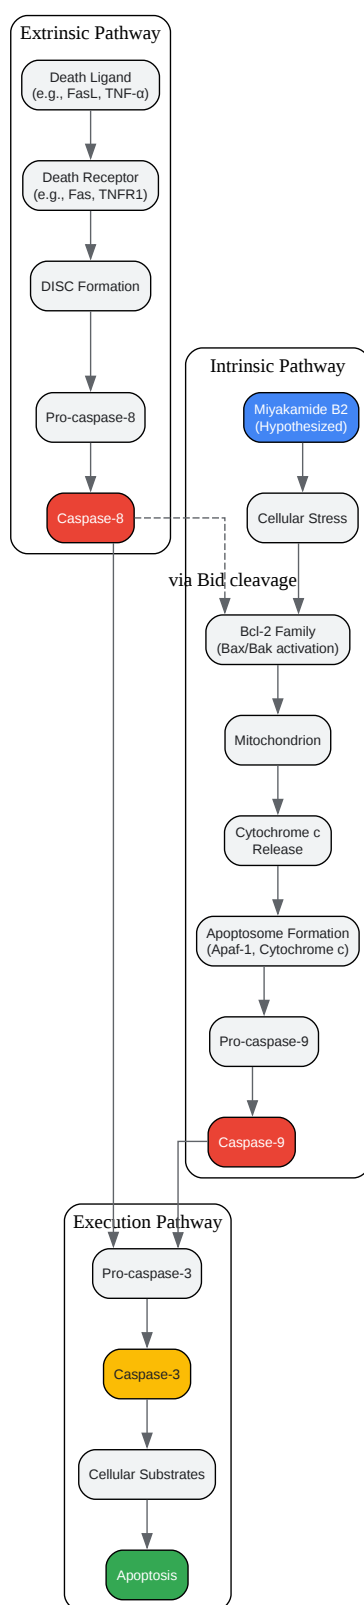 Extrinsic Pathway
Death Ligand
(e.g., FasL, TNF-α)
Death Receptor
(e.g., Fas, TNFR1)
DISC Formation
Pro-caspase-8
Caspase-8
Intrinsic Pathway
Miyakamide B2
(Hypothesized)
Cellular Stress
via Bid cleavage
Bcl-2 Family
(Bax/Bak activation)
Mitochondrion
Cytochrome c
Release
Apoptosome Formation
(Apaf-1, Cytochrome c)
Pro-caspase-9
Caspase-9
Execution Pathway
Pro-caspase-3
Caspase-3
Cellular Substrates
Apoptosis